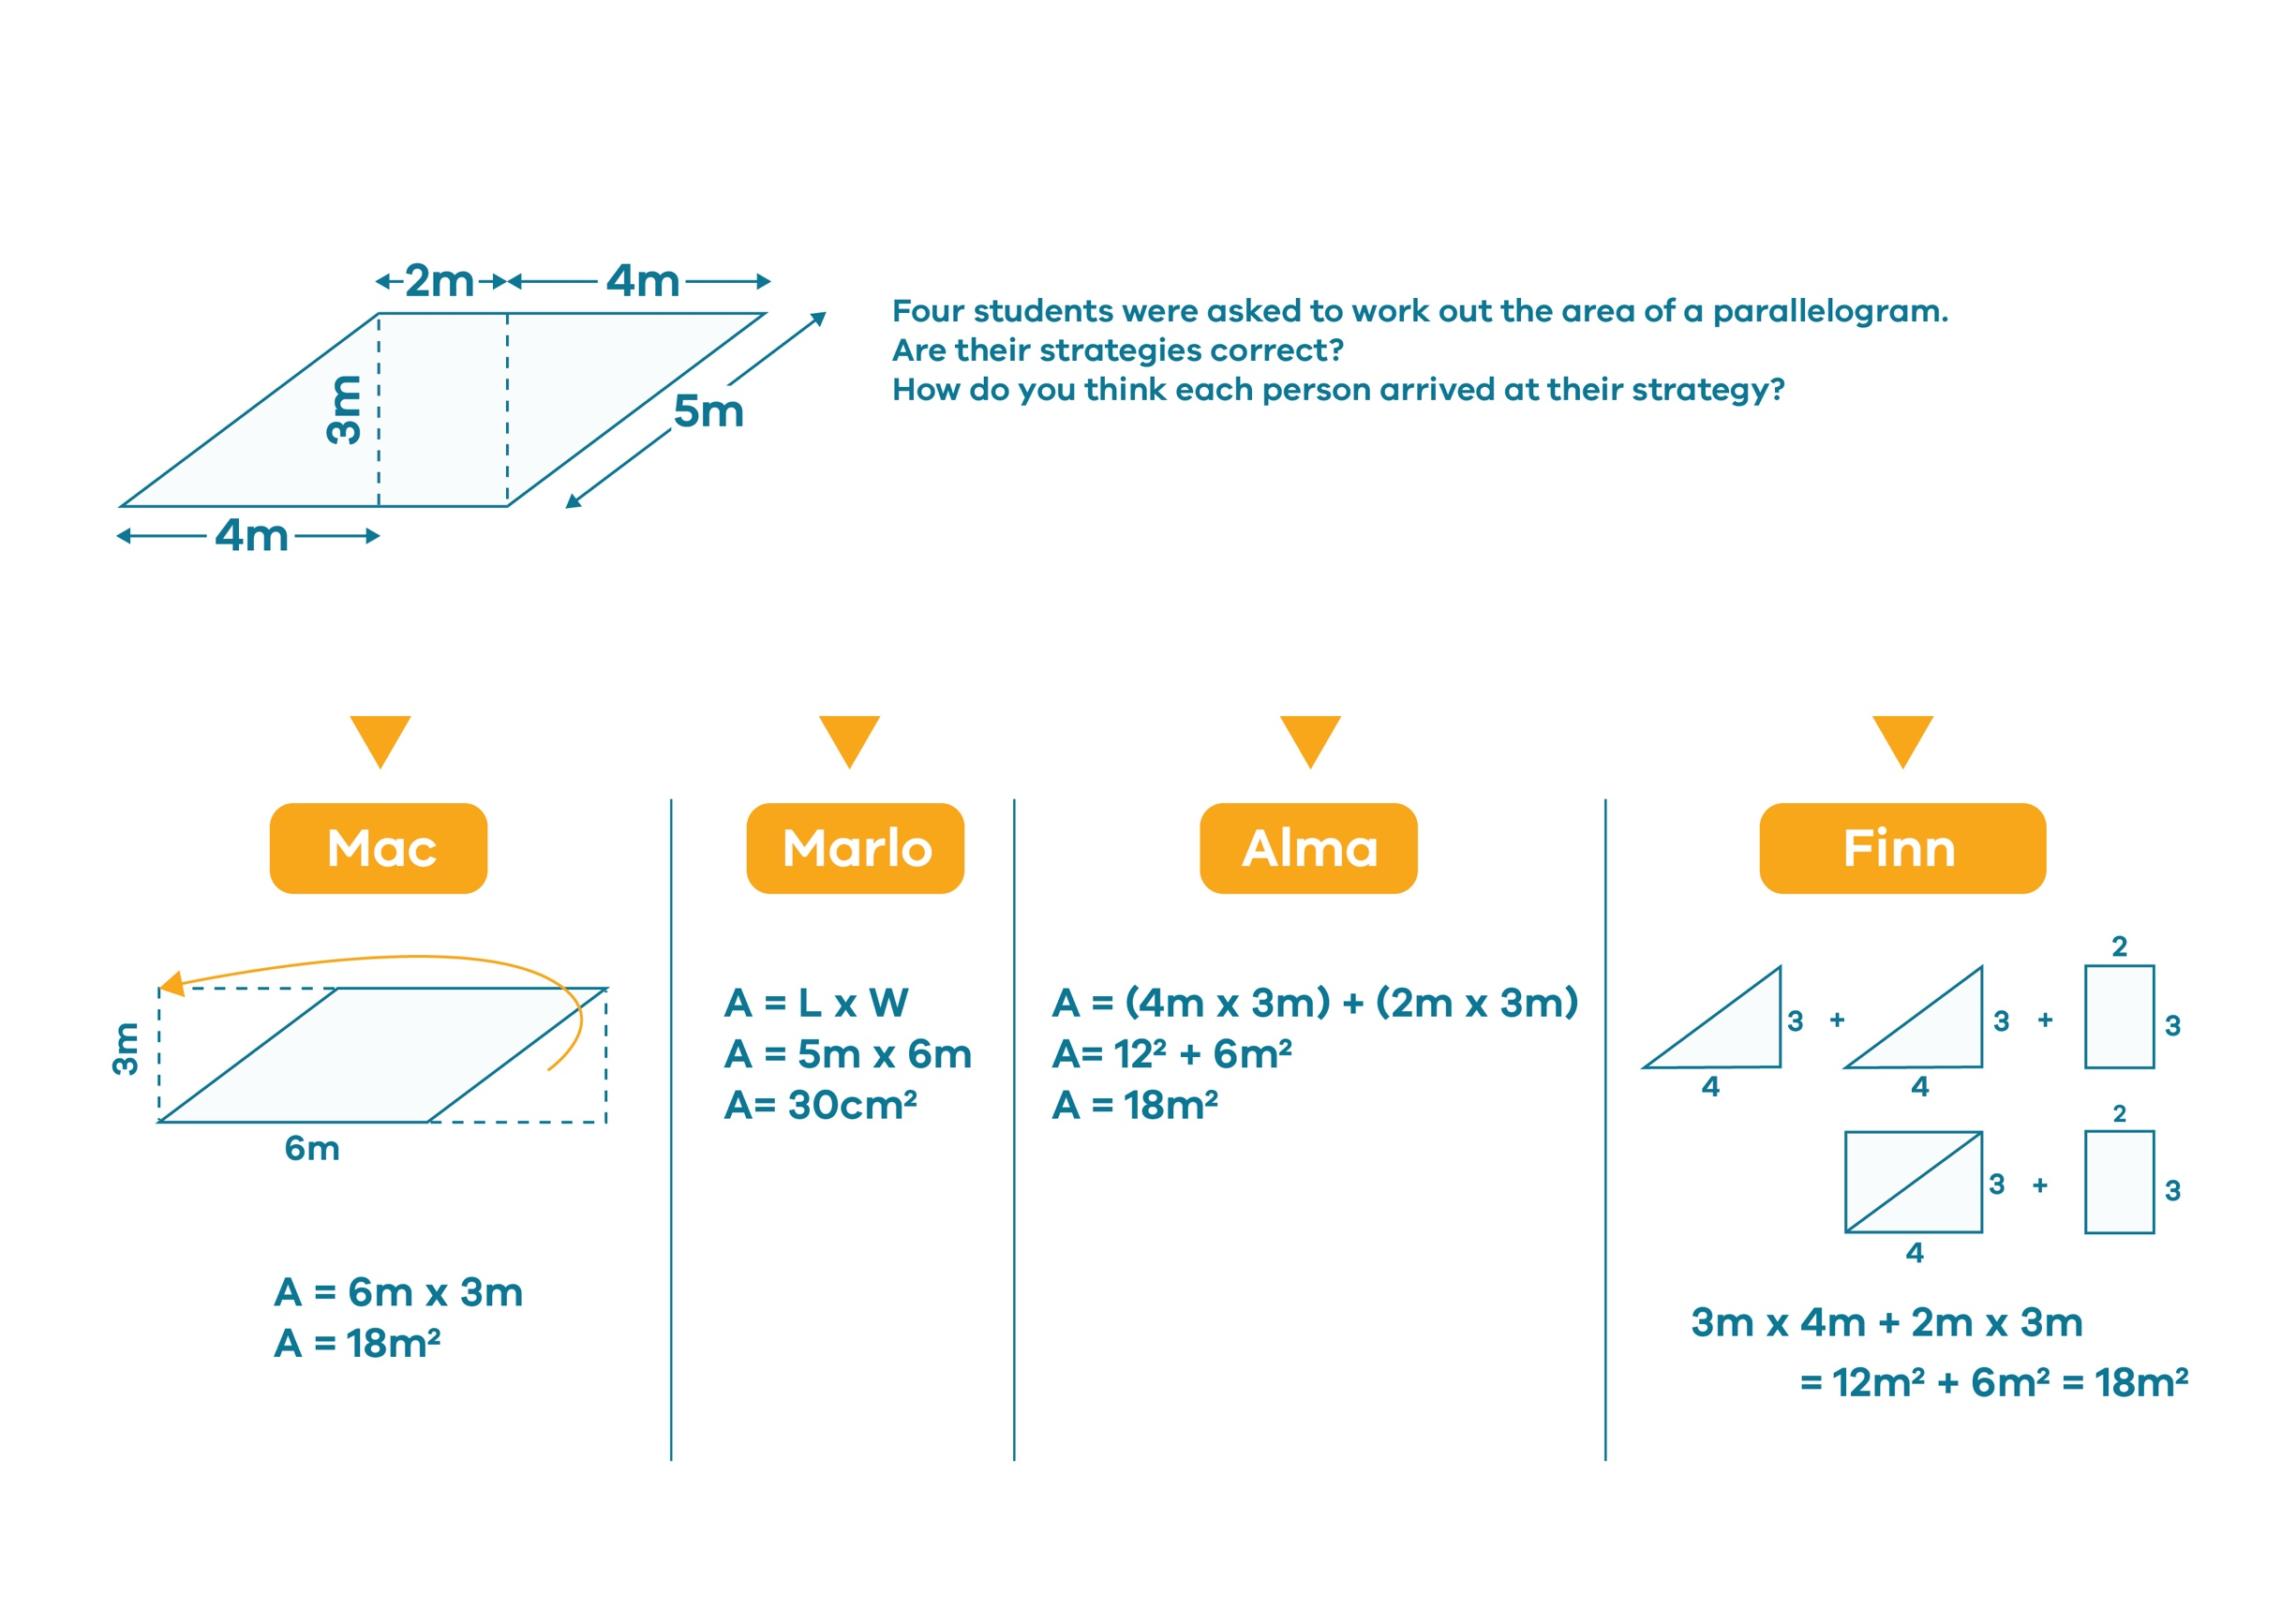 2m
4m
3m
5m
4m
Four students were asked to work out the area of a parallelogram.
Are their strategies correct?
How do you think each person arrived at their strategy?
Mac
3m
6m
A = 6m x 3m
A = 18m²
Marlo
A = L x W
A = 5m x 6m
A= 30cm²
Alma
A = (4m x 3m) + (2m x 3m)
A= 12² + 6m²
A = 18m²
Finn
2
3 + 3 + 3
4 4
2
3 + 3
4
3m x 4m + 2m x 3m
= 12m² + 6m² = 18m²